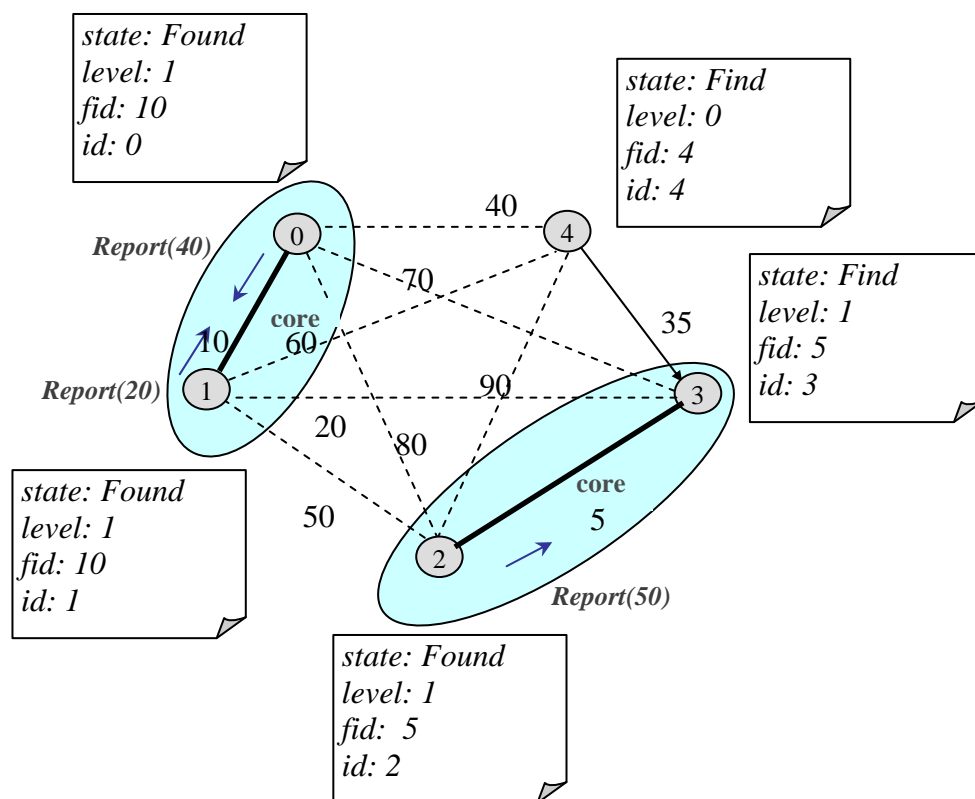 state: Found
level: 1
fid: 10
id: 0
state: Find
level: 0
fid: 4
id: 4
40
4
0
Report(40)
70
state: Find
level: 1
fid: 5
id: 3
core
35
10
60
Report(20)
1
90
3
20
80
core
state: Found
level: 1
fid: 10
id: 1
50
5
2
Report(50)
state: Found
level: 1
fid: 5
id: 2